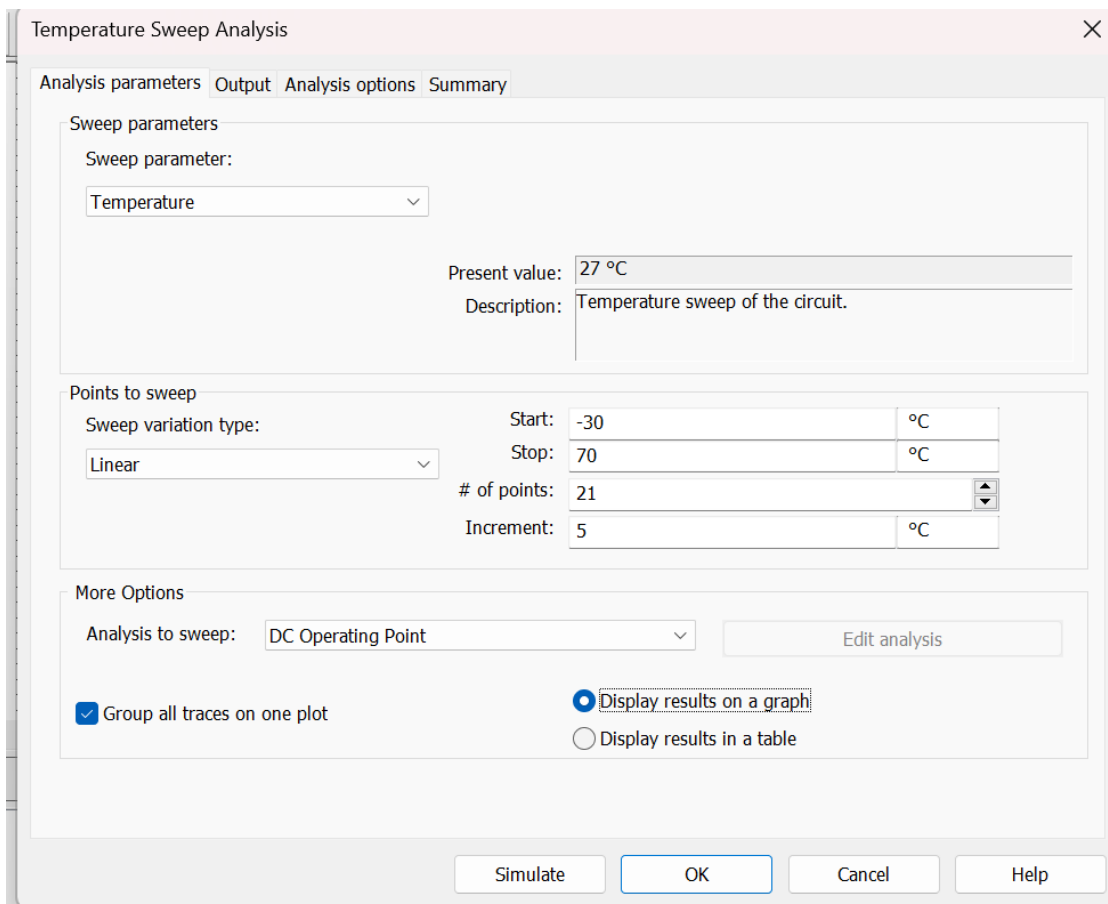 Temperature Sweep Analysis
Analysis parameters Output Analysis options Summary
Sweep parameters
Sweep parameter:
Temperature
Present value: 27 °C
Description: Temperature sweep of the circuit.
Points to sweep
Sweep variation type:
Linear
Start: -30 °C
Stop: 70 °C
# of points: 21
Increment: 5 °C
More Options
Analysis to sweep: DC Operating Point Edit analysis
Group all traces on one plot
Display results on a graph
Display results in a table
Simulate OK Cancel Help